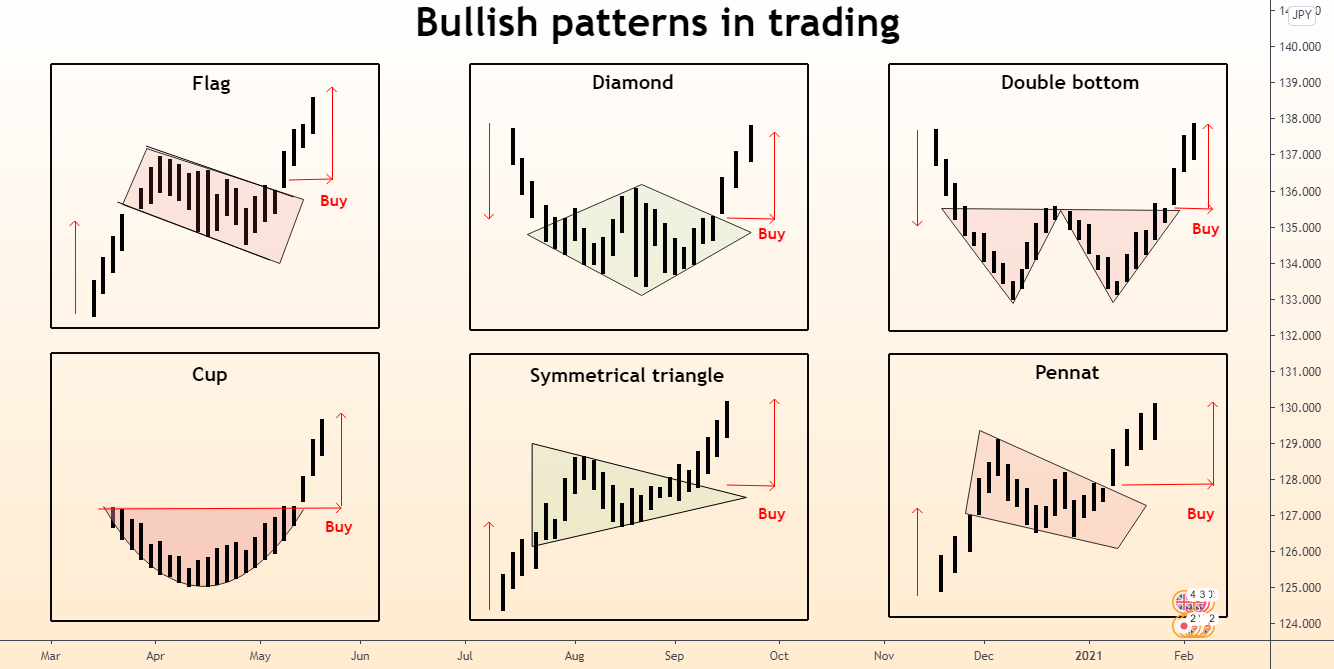 Bullish patterns in trading
JPY
140.000
139.000
138.000
137.000
136.000
135.000
134.000
133.000
132.000
131.000
130.000
129.000
128.000
127.000
126.000
125.000
124.000
Flag
Buy
Diamond
Buy
Double bottom
Buy
Cup
Buy
Symmetrical triangle
Buy
Pennat
Buy
Mar Apr May Jun Jul Aug Sep Oct Nov Dec 2021 Feb